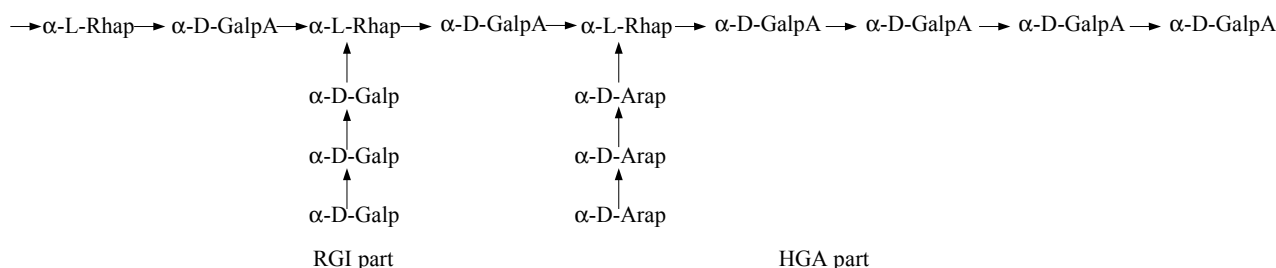 →α-L-Rhap→α-D-GalpA→α-L-Rhap→α-D-GalpA→α-L-Rhap→α-D-GalpA→α-D-GalpA→α-D-GalpA→α-D-GalpA
α-D-Galp α-D-Arap
α-D-Galp α-D-Arap
α-D-Galp α-D-Arap
RGI part HGA part